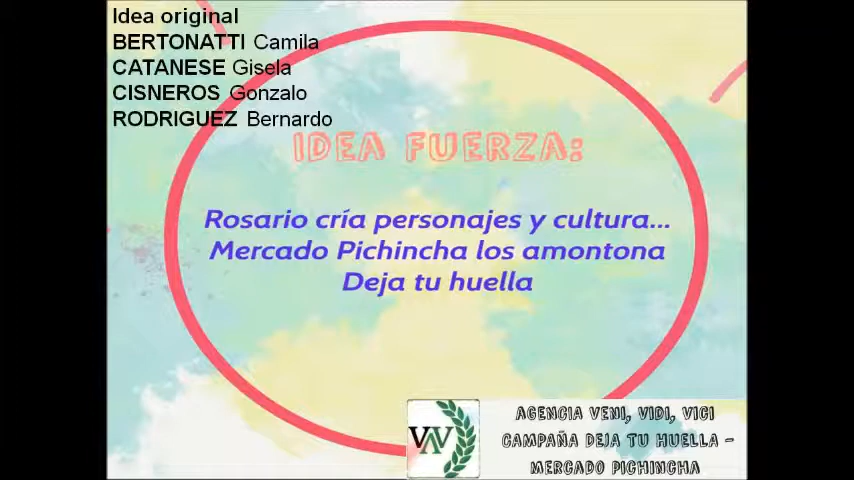 Idea original
BERTONATTI Camila
CATANESE Gisela
CISNEROS Gonzalo
RODRIGUEZ Bernardo
IDEA FUERZA:
Rosario cría personajes y cultura...
Mercado Pichincha los amontona
Deja tu huella
VVV
AGENCIA VENI, VIDI, VICI
CAMPAÑA DEJA TU HUELLA -
MERCADO PICHINCHA